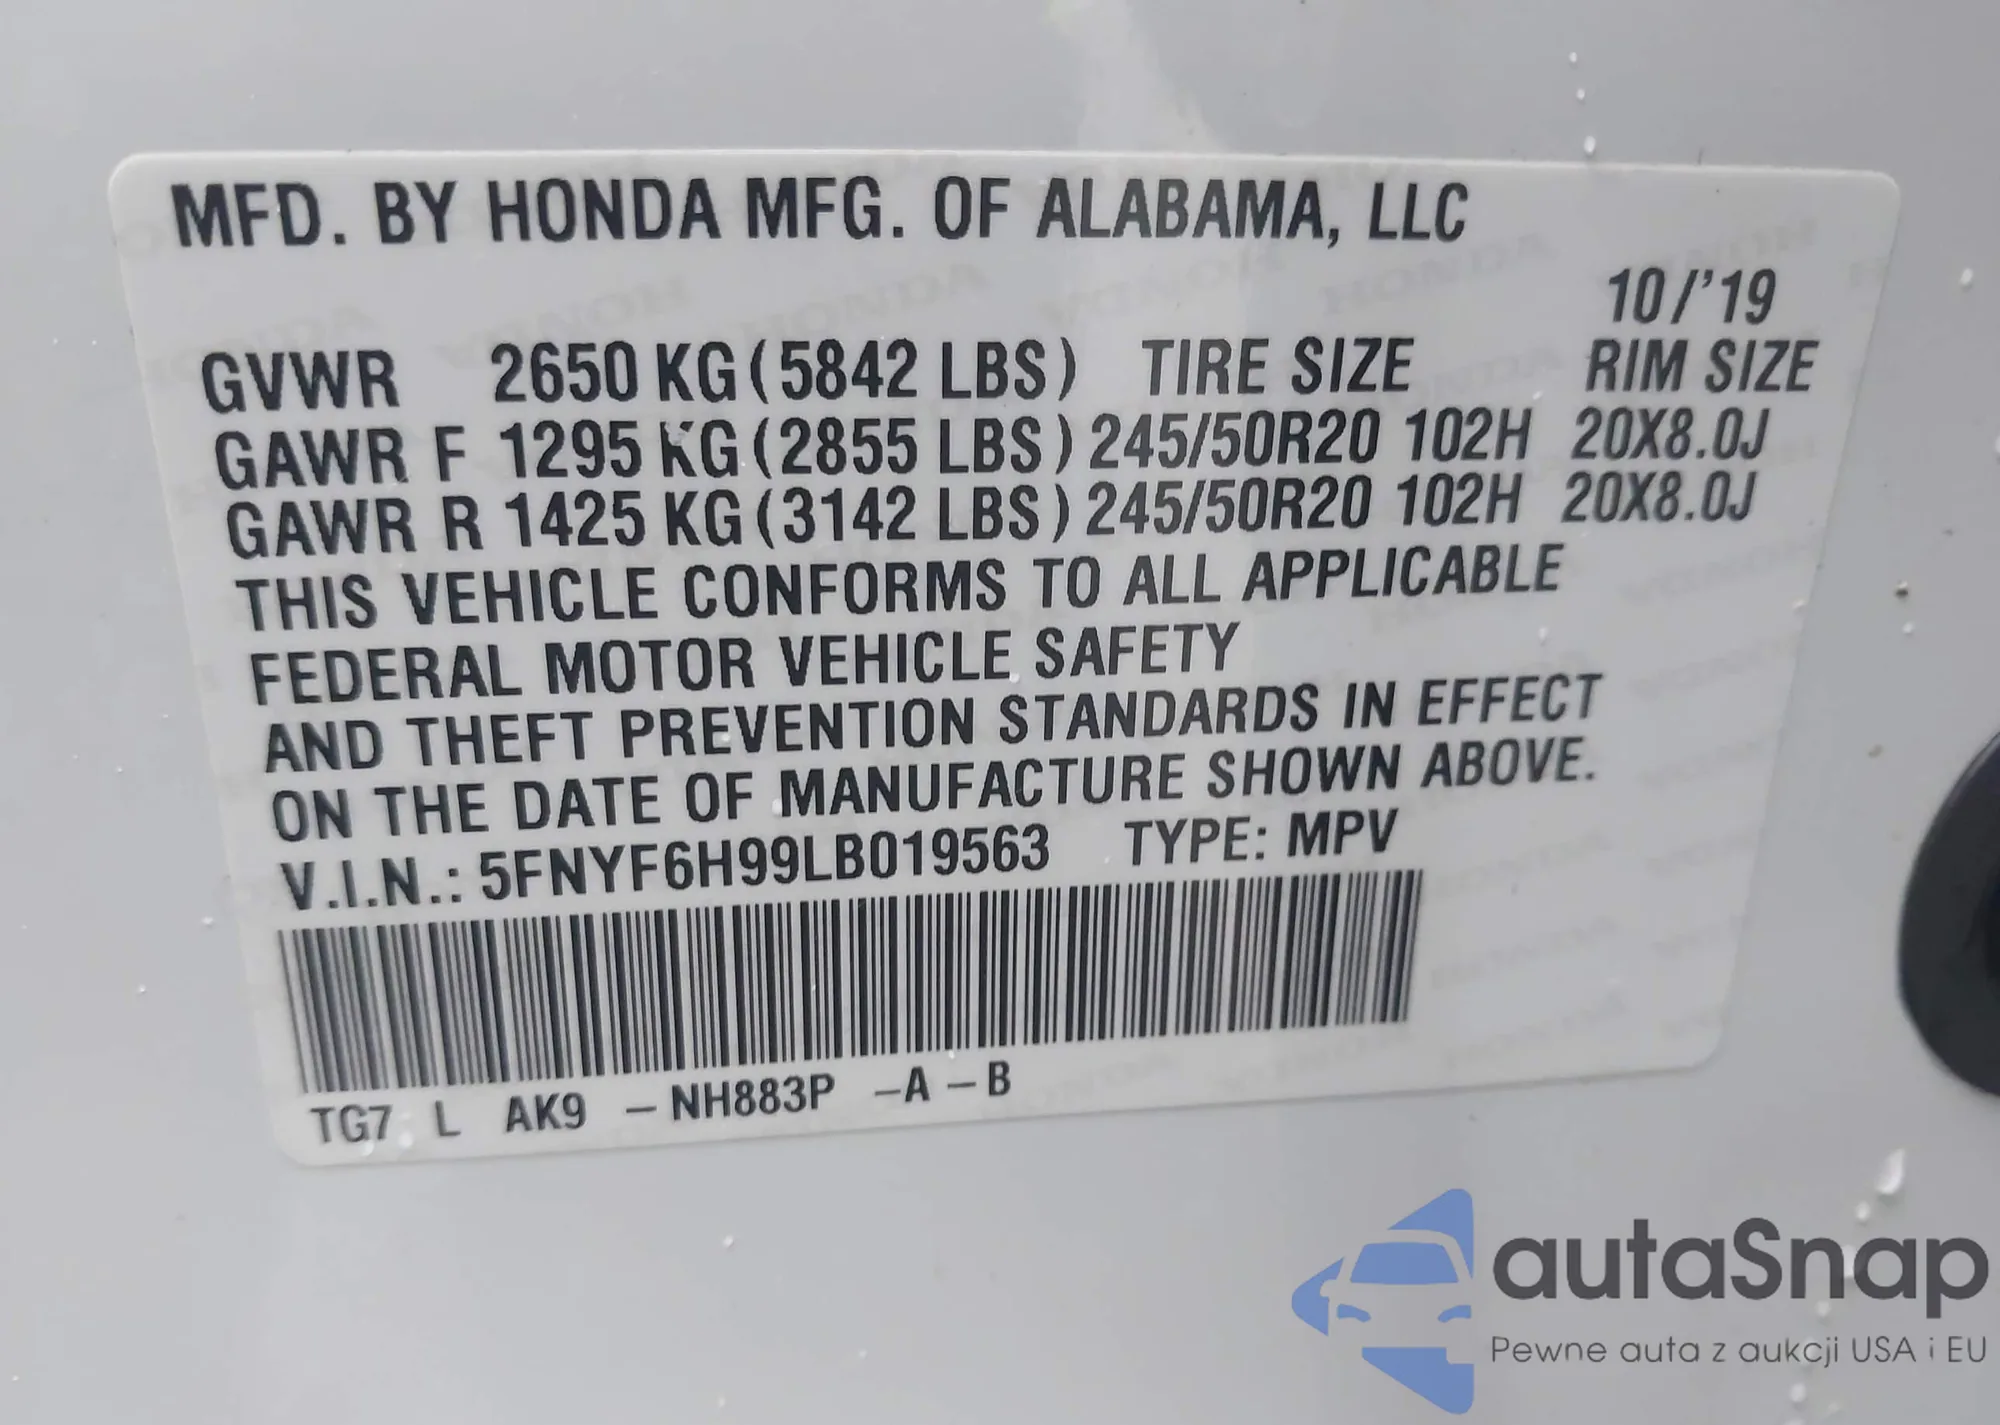 MFD. BY HONDA MFG. OF ALABAMA, LLC
10/'19
GVWR 2650 KG (5842 LBS) TIRE SIZE RIM SIZE
GAWR F 1295 KG (2855 LBS) 245/50R20 102H 20X8.0J
GAWR R 1425 KG (3142 LBS) 245/50R20 102H 20X8.0J
THIS VEHICLE CONFORMS TO ALL APPLICABLE
FEDERAL MOTOR VEHICLE SAFETY
AND THEFT PREVENTION STANDARDS IN EFFECT
ON THE DATE OF MANUFACTURE SHOWN ABOVE.
V.I.N.: 5FNYF6H99LB019563 TYPE: MPV
TG7 L AK9 – NH883P –A – B
autaSnap
Pewne auta z aukcji USA i EU